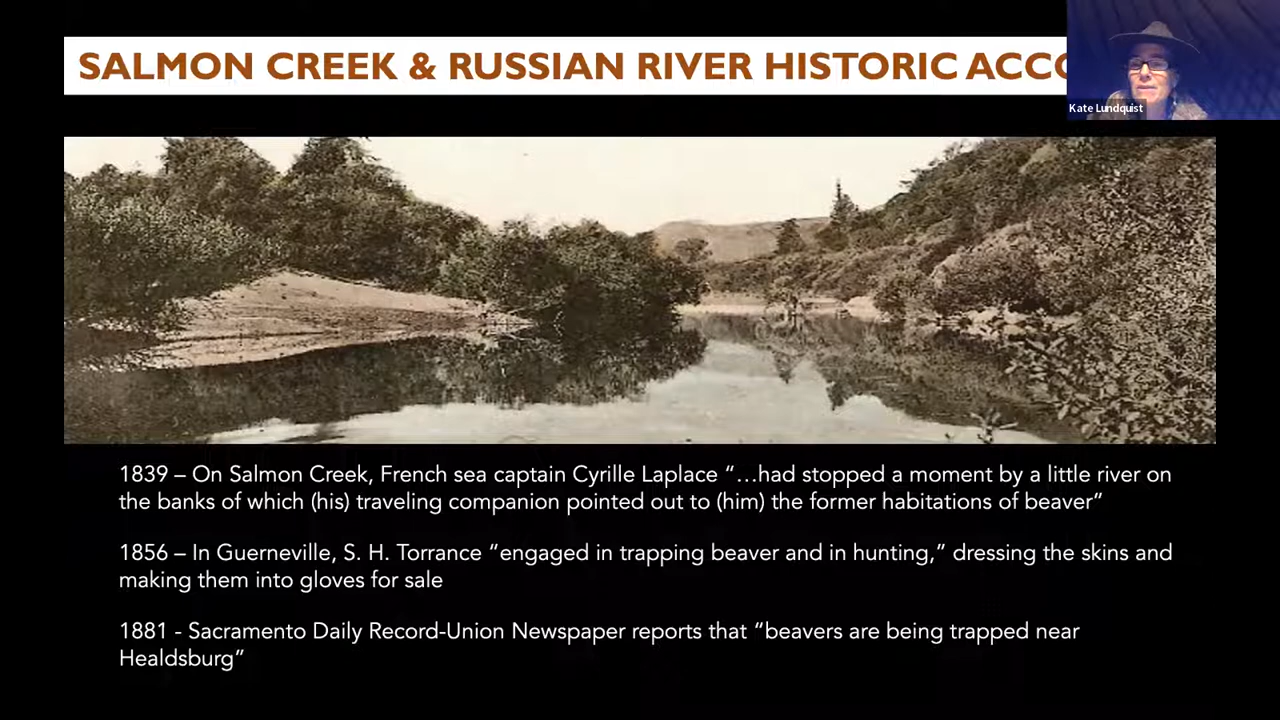 SALMON CREEK & RUSSIAN RIVER HISTORIC
Kate Lundquist
1839 – On Salmon Creek, French sea captain Cyrille Laplace “…had stopped a moment by a little river on
the banks of which (his) traveling companion pointed out to (him) the former habitations of beaver”
1856 – In Guerneville, S. H. Torrance “engaged in trapping beaver and in hunting,” dressing the skins and
making them into gloves for sale
1881 - Sacramento Daily Record-Union Newspaper reports that “beavers are being trapped near
Healdsburg”